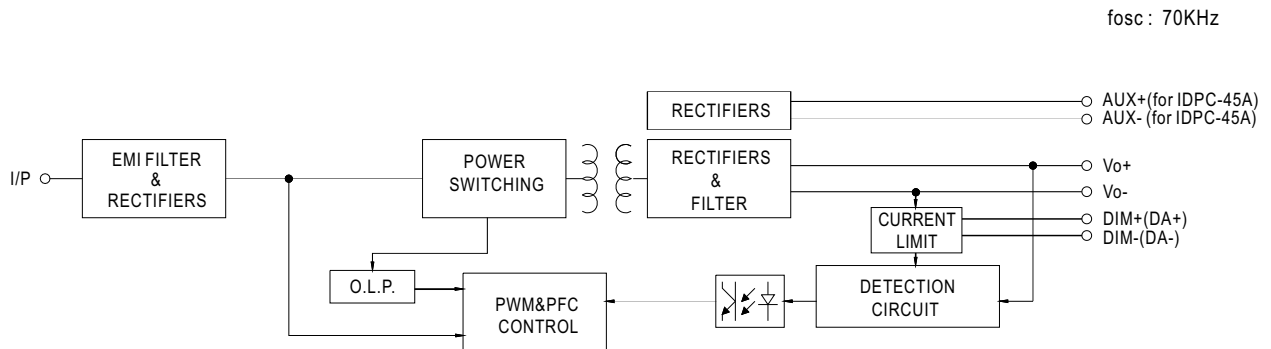 fosc : 70KHz
RECTIFIERS
AUX+(for IDPC-45A)
AUX- (for IDPC-45A)
I/P
EMI FILTER
&
RECTIFIERS
POWER
SWITCHING
RECTIFIERS
&
FILTER
Vo+
Vo-
CURRENT
LIMIT
DIM+(DA+)
DIM-(DA-)
O.L.P.
PWM&PFC
CONTROL
DETECTION
CIRCUIT